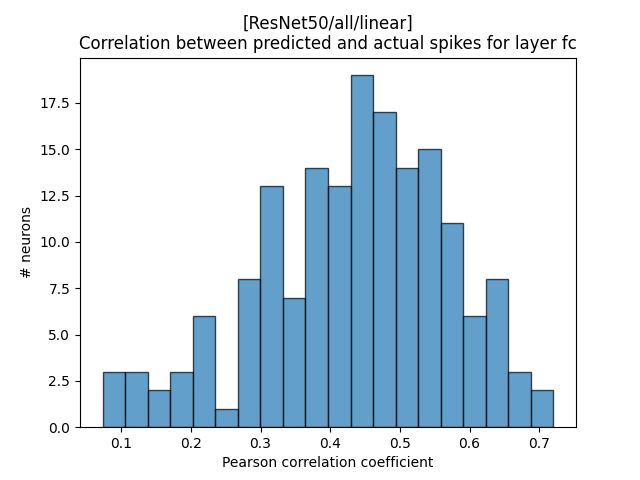 [ResNet50/all/linear]
Correlation between predicted and actual spikes for layer fc
# neurons
17.5
15.0
12.5
10.0
7.5
5.0
2.5
0.0
0.1 0.2 0.3 0.4 0.5 0.6 0.7
Pearson correlation coefficient